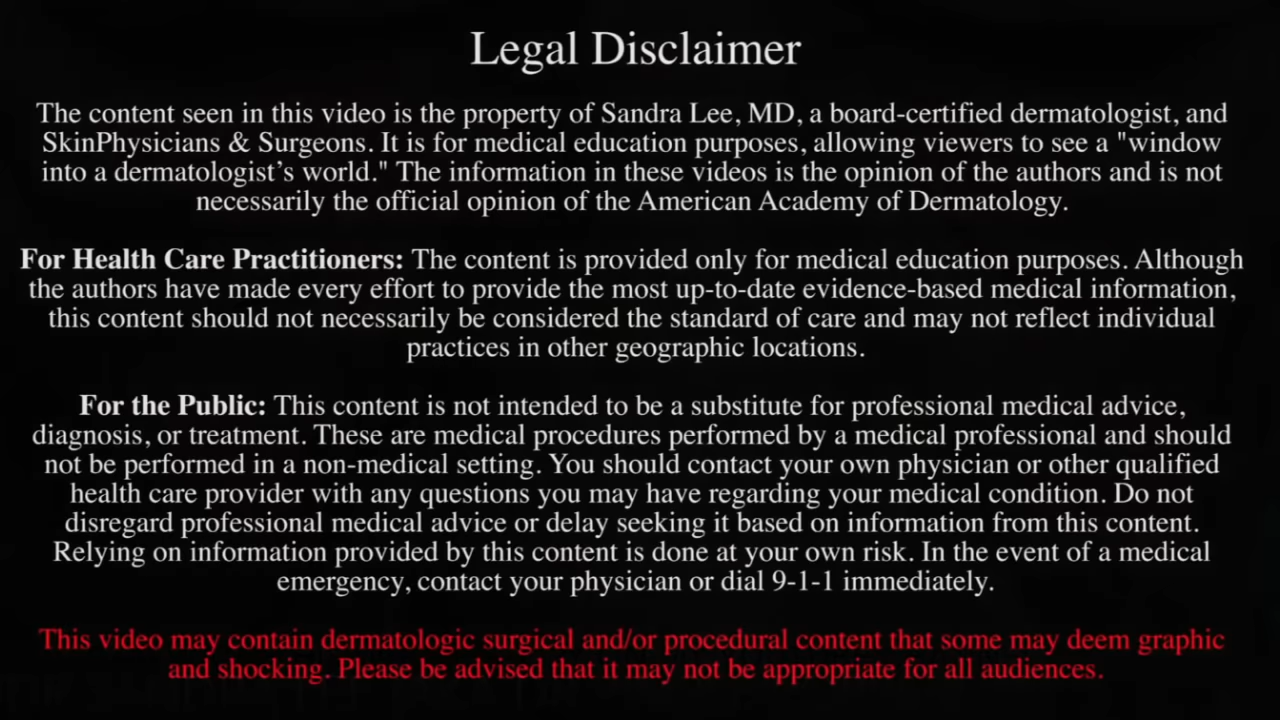 Legal Disclaimer
The content seen in this video is the property of Sandra Lee, MD, a board-certified dermatologist, and
SkinPhysicians & Surgeons. It is for medical education purposes, allowing viewers to see a "window
into a dermatologist’s world." The information in these videos is the opinion of the authors and is not
necessarily the official opinion of the American Academy of Dermatology.
For Health Care Practitioners: The content is provided only for medical education purposes. Although
the authors have made every effort to provide the most up-to-date evidence-based medical information,
this content should not necessarily be considered the standard of care and may not reflect individual
practices in other geographic locations.
For the Public: This content is not intended to be a substitute for professional medical advice,
diagnosis, or treatment. These are medical procedures performed by a medical professional and should
not be performed in a non-medical setting. You should contact your own physician or other qualified
health care provider with any questions you may have regarding your medical condition. Do not
disregard professional medical advice or delay seeking it based on information from this content.
Relying on information provided by this content is done at your own risk. In the event of a medical
emergency, contact your physician or dial 9-1-1 immediately.
This video may contain dermatologic surgical and/or procedural content that some may deem graphic
and shocking. Please be advised that it may not be appropriate for all audiences.